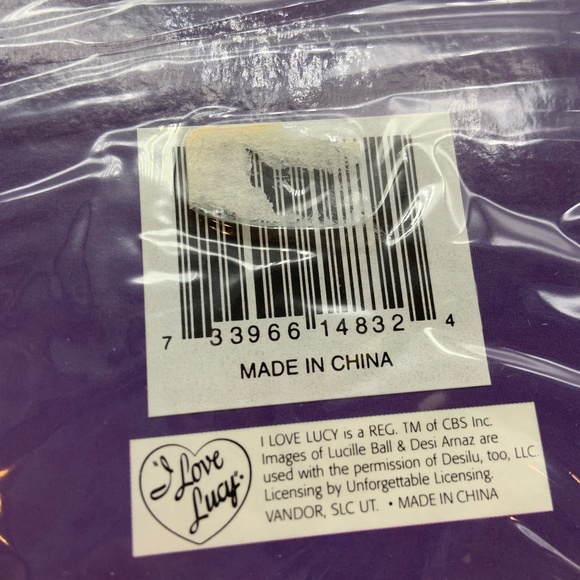 7 33966 14832 4
MADE IN CHINA
I Love
Lucy
I LOVE LUCY is a REG. TM of CBS Inc.
Images of Lucille Ball & Desi Arnaz are
used with the permission of Desilu, too, LLC.
Licensing by Unforgettable Licensing.
VANDOR, SLC UT. • MADE IN CHINA